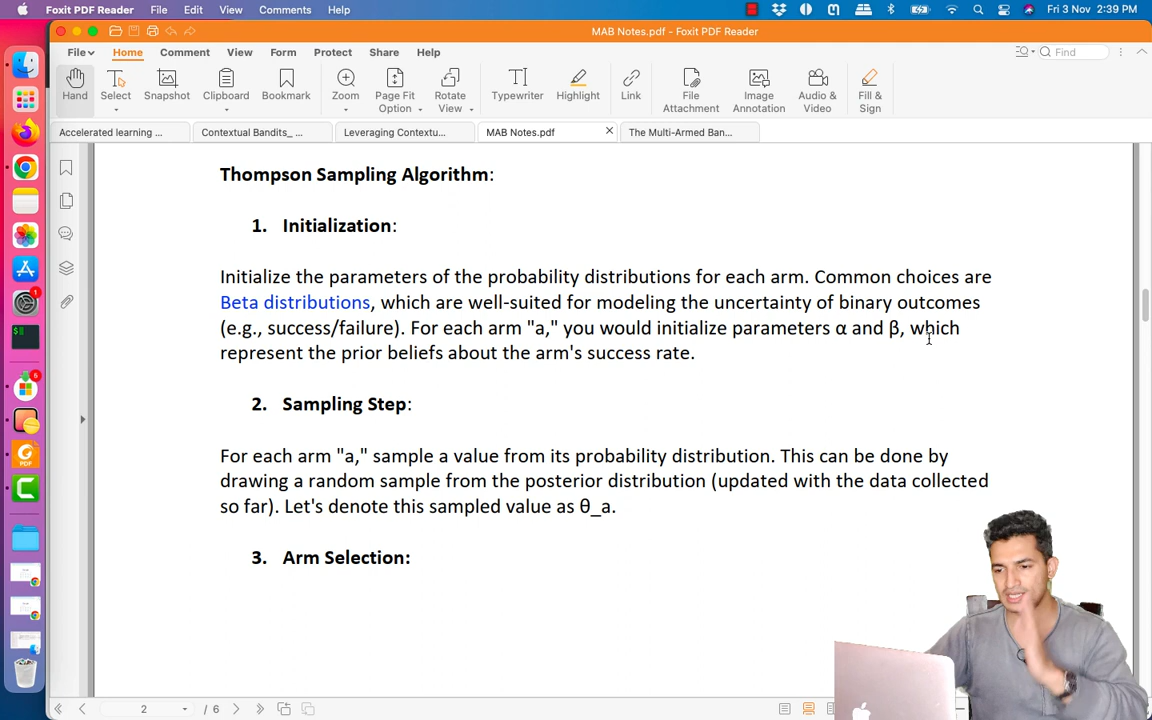 Foxit PDF Reader File Edit View Comments Help Fri 3 Nov 2:39 PM
MAB Notes.pdf - Foxit PDF Reader
File Home Comment View Form Protect Share Help Find
Hand Select Snapshot Clipboard Bookmark Zoom Page Fit Option Rotate View Typewriter Highlight Link File Attachment Image Annotation Audio & Video Fill & Sign
Accelerated learning ... Contextual Bandits_ ... Leveraging Contextu... MAB Notes.pdf The Multi-Armed Ban...
Thompson Sampling Algorithm:
1. Initialization:
Initialize the parameters of the probability distributions for each arm. Common choices are
Beta distributions, which are well-suited for modeling the uncertainty of binary outcomes
(e.g., success/failure). For each arm "a," you would initialize parameters α and β, which
represent the prior beliefs about the arm's success rate.
2. Sampling Step:
For each arm "a," sample a value from its probability distribution. This can be done by
drawing a random sample from the posterior distribution (updated with the data collected
so far). Let's denote this sampled value as θ_a.
3. Arm Selection:
2 / 6